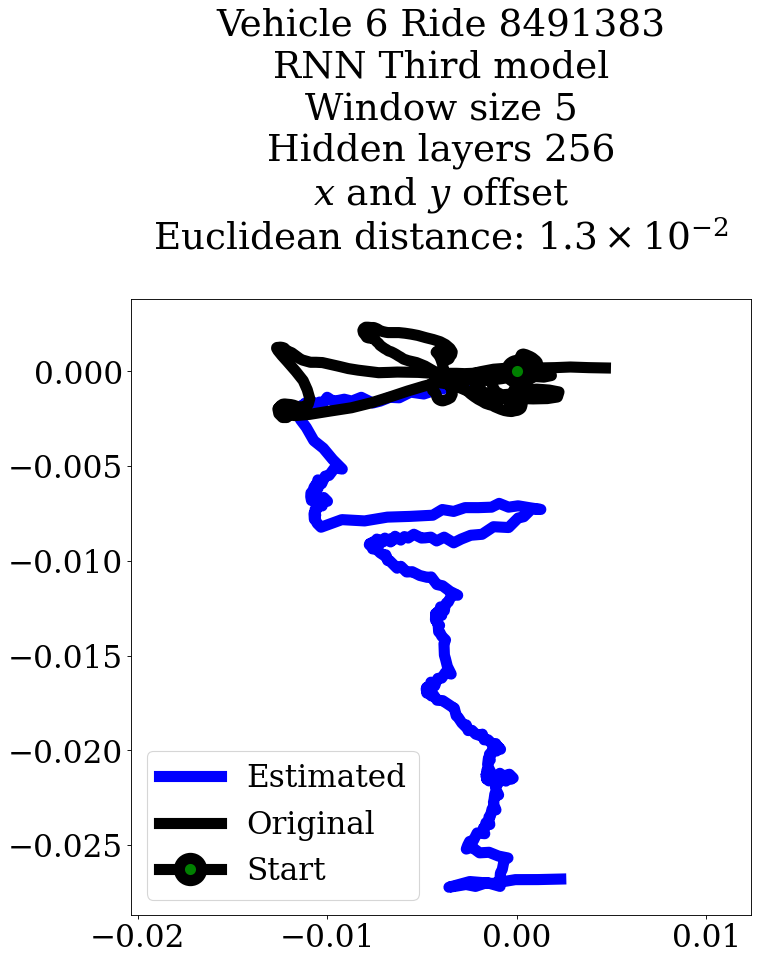 Vehicle 6 Ride 8491383
RNN Third model
Window size 5
Hidden layers 256
x and y offset
Euclidean distance: 1.3 × 10⁻²
0.000
−0.005
−0.010
−0.015
−0.020
−0.025
Estimated
Original
Start
−0.02 −0.01 0.00 0.01